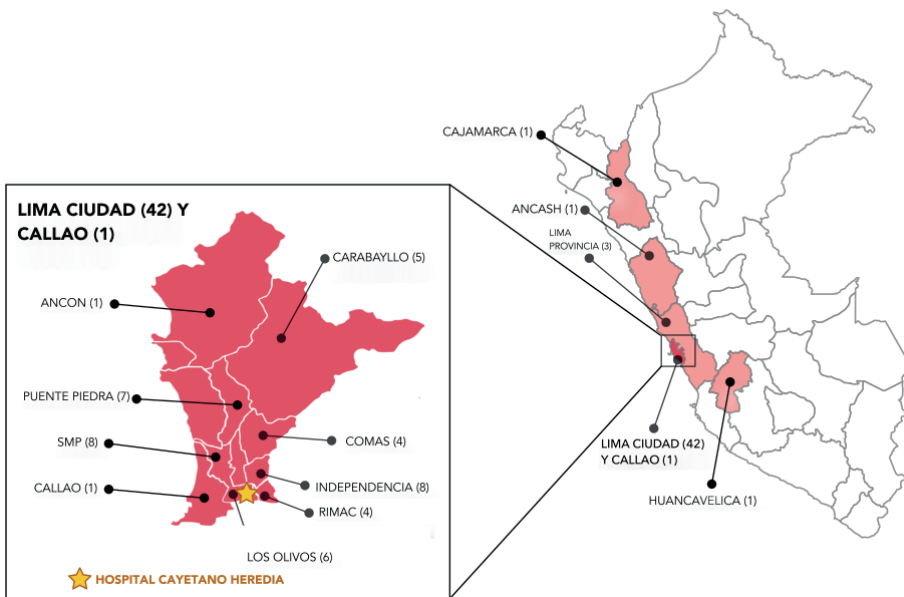 LIMA CIUDAD (42) Y
CALLAO (1)
CARABAYLLO (5)
ANCON (1)
PUENTE PIEDRA (7)
COMAS (4)
SMP (8)
INDEPENDENCIA (8)
CALLAO (1)
RIMAC (4)
LOS OLIVOS (6)
HOSPITAL CAYETANO HEREDIA
CAJAMARCA (1)
ANCASH (1)
LIMA
PROVINCIA (3)
LIMA CIUDAD (42)
Y CALLAO (1)
HUANCAVELICA (1)